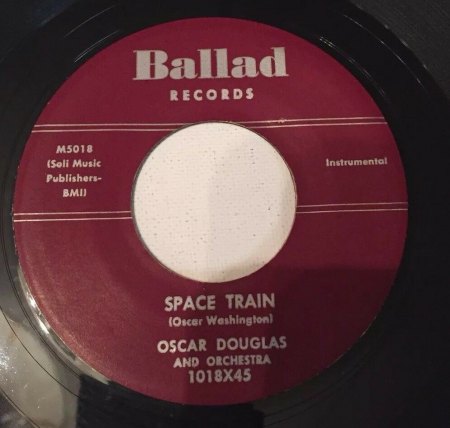 Ballad
RECORDS
M5018
(Soli Music
Publishers-
BMI)
Instrumental
SPACE TRAIN
(Oscar Washington)
OSCAR DOUGLAS
AND ORCHESTRA
1018X45